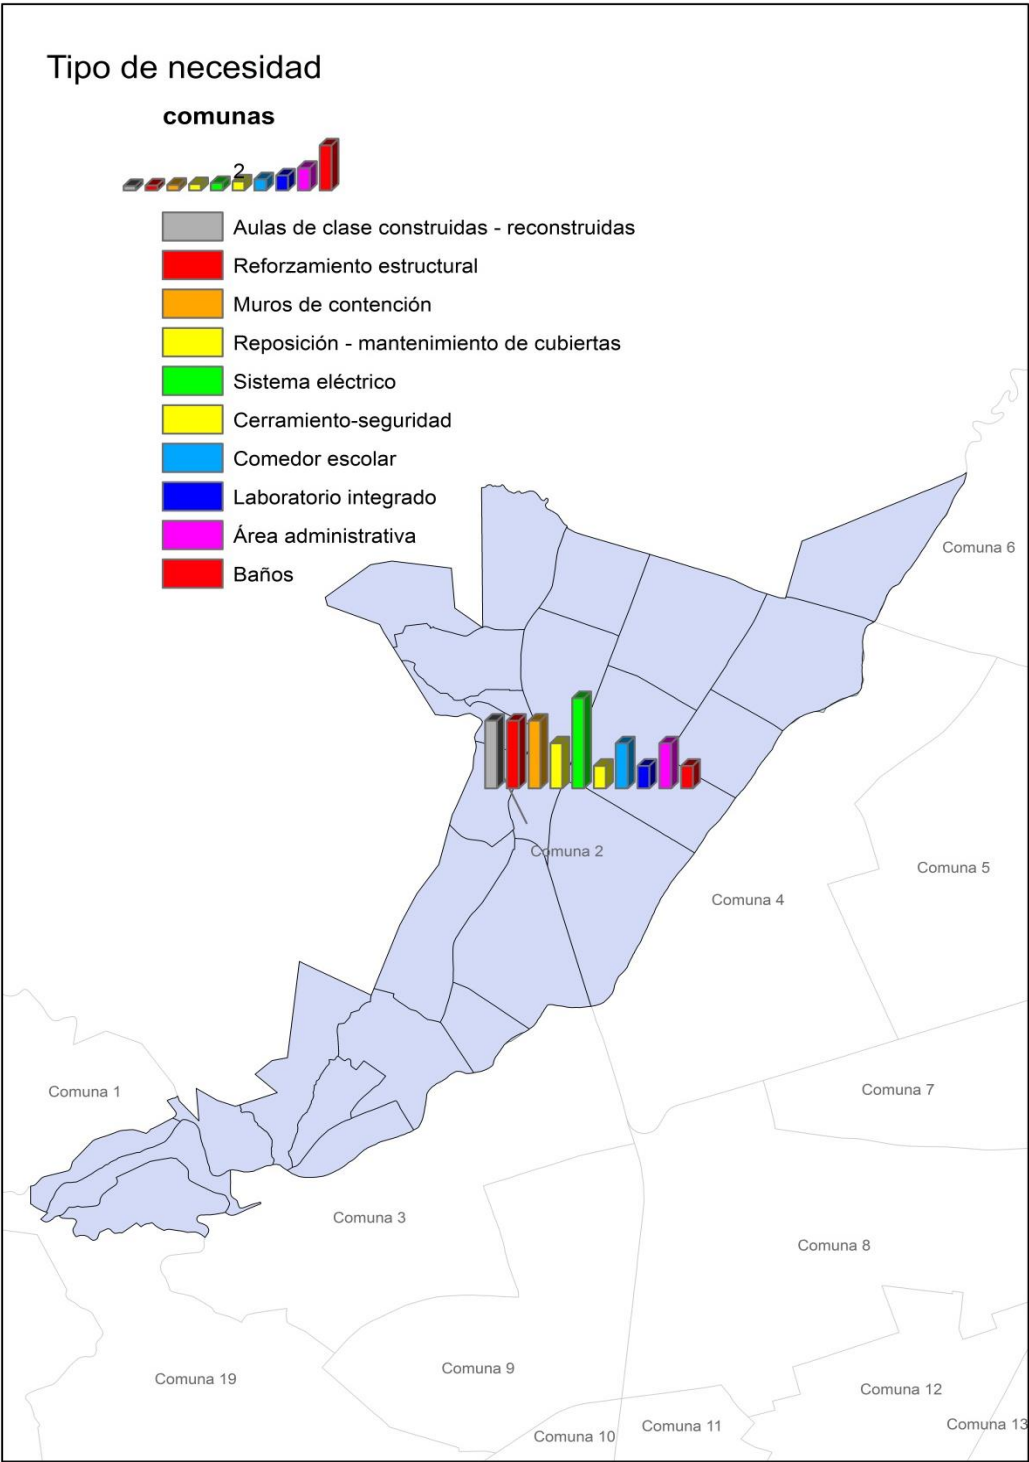 Tipo de necesidad
comunas
2
Aulas de clase construidas - reconstruidas
Reforzamiento estructural
Muros de contención
Reposición - mantenimiento de cubiertas
Sistema eléctrico
Cerramiento-seguridad
Comedor escolar
Laboratorio integrado
Área administrativa
Baños
Comuna 6
Comuna 2
Comuna 5
Comuna 4
Comuna 1
Comuna 7
Comuna 3
Comuna 8
Comuna 9
Comuna 19
Comuna 12
Comuna 11
Comuna 13
Comuna 10